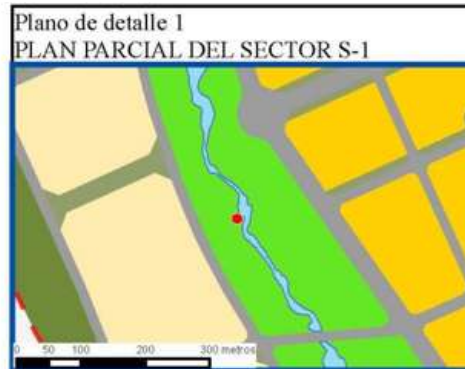 Plano de detalle 1
PLAN PARCIAL DEL SECTOR S-1
0 50 100 200 300 metros